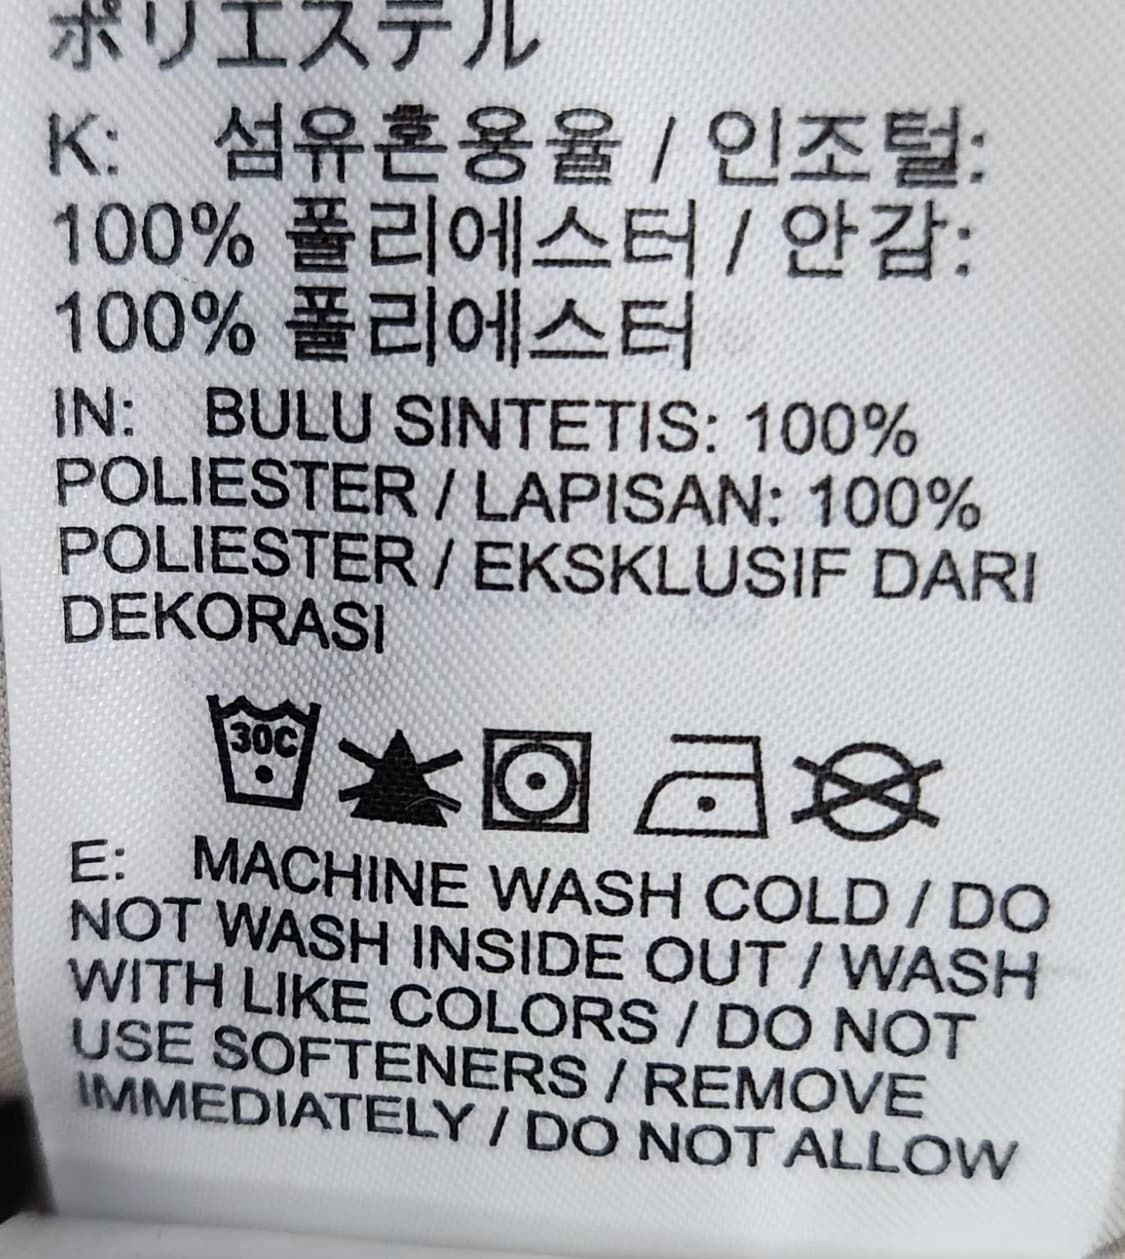 ポリエステル
K: 섬유혼용율 / 인조털:
100% 폴리에스터 / 안감:
100% 폴리에스터
IN: BULU SINTETIS: 100%
POLIESTER / LAPISAN: 100%
POLIESTER / EKSKLUSIF DARI
DEKORASI
30C
E: MACHINE WASH COLD / DO
NOT WASH INSIDE OUT / WASH
WITH LIKE COLORS / DO NOT
USE SOFTENERS / REMOVE
IMMEDIATELY / DO NOT ALLOW